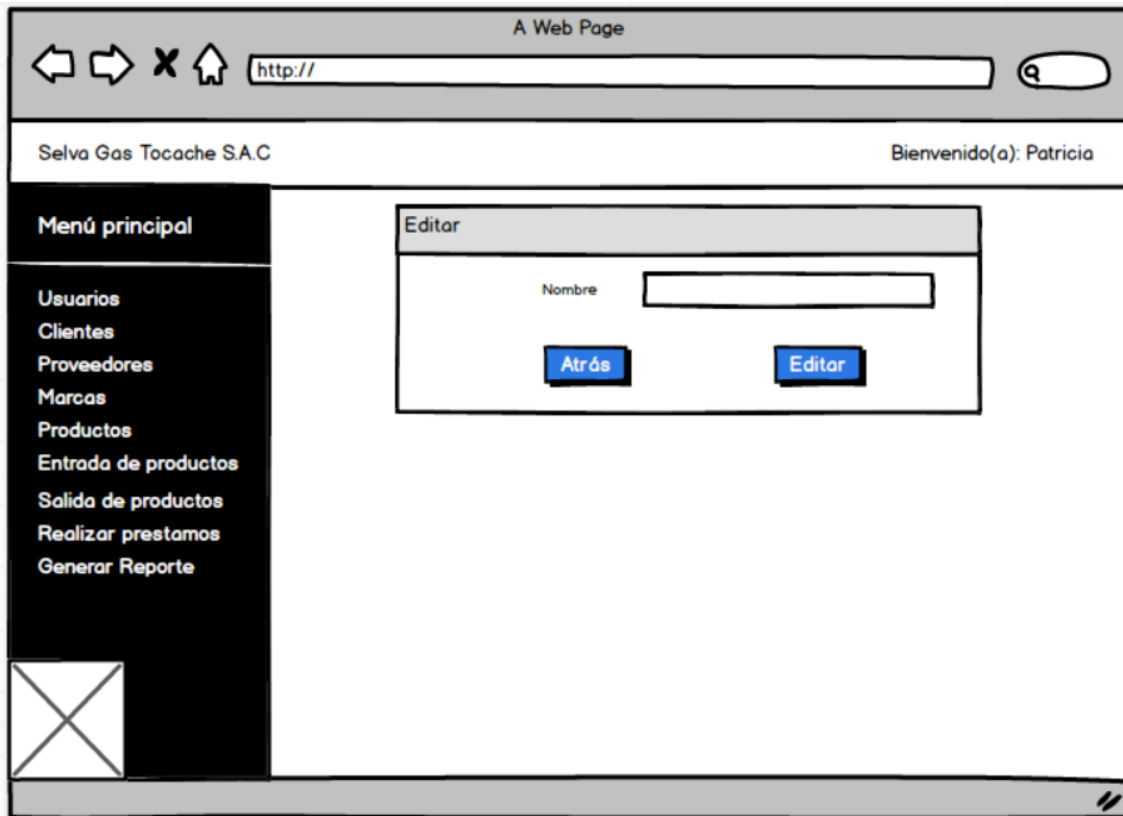 A Web Page
http://
Selva Gas Tocache S.A.C
Bienvenido(a): Patricia
Menú principal
Usuarios
Clientes
Proveedores
Marcas
Productos
Entrada de productos
Salida de productos
Realizar prestamos
Generar Reporte
Editar
Nombre
Atrás
Editar